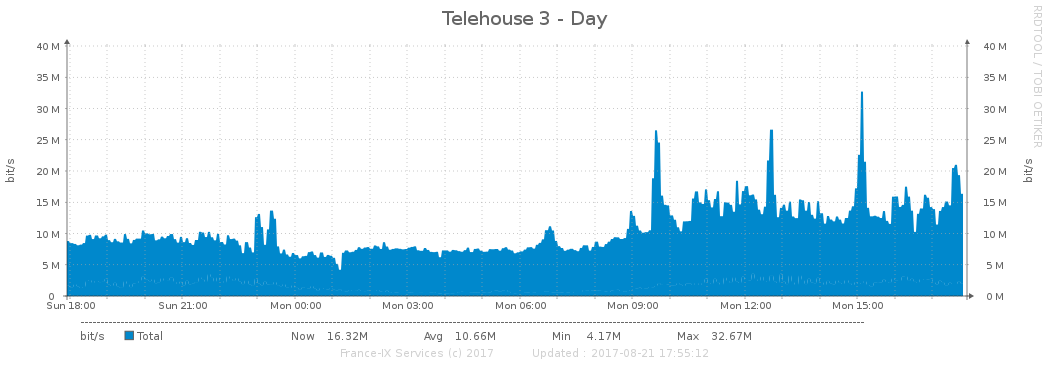 Telehouse 3 - Day
RRDTOOL / TOBI OETIKER
40 M 40 M
35 M 35 M
30 M 30 M
25 M 25 M
20 M 20 M
15 M 15 M
10 M 10 M
5 M 5 M
0 0 M
bit/s bit/s
Sun 18:00 Sun 21:00 Mon 00:00 Mon 03:00 Mon 06:00 Mon 09:00 Mon 12:00 Mon 15:00
bit/s Total Now 16.32M Avg 10.66M Min 4.17M Max 32.67M
France-IX Services (c) 2017 Updated : 2017-08-21 17:55:12